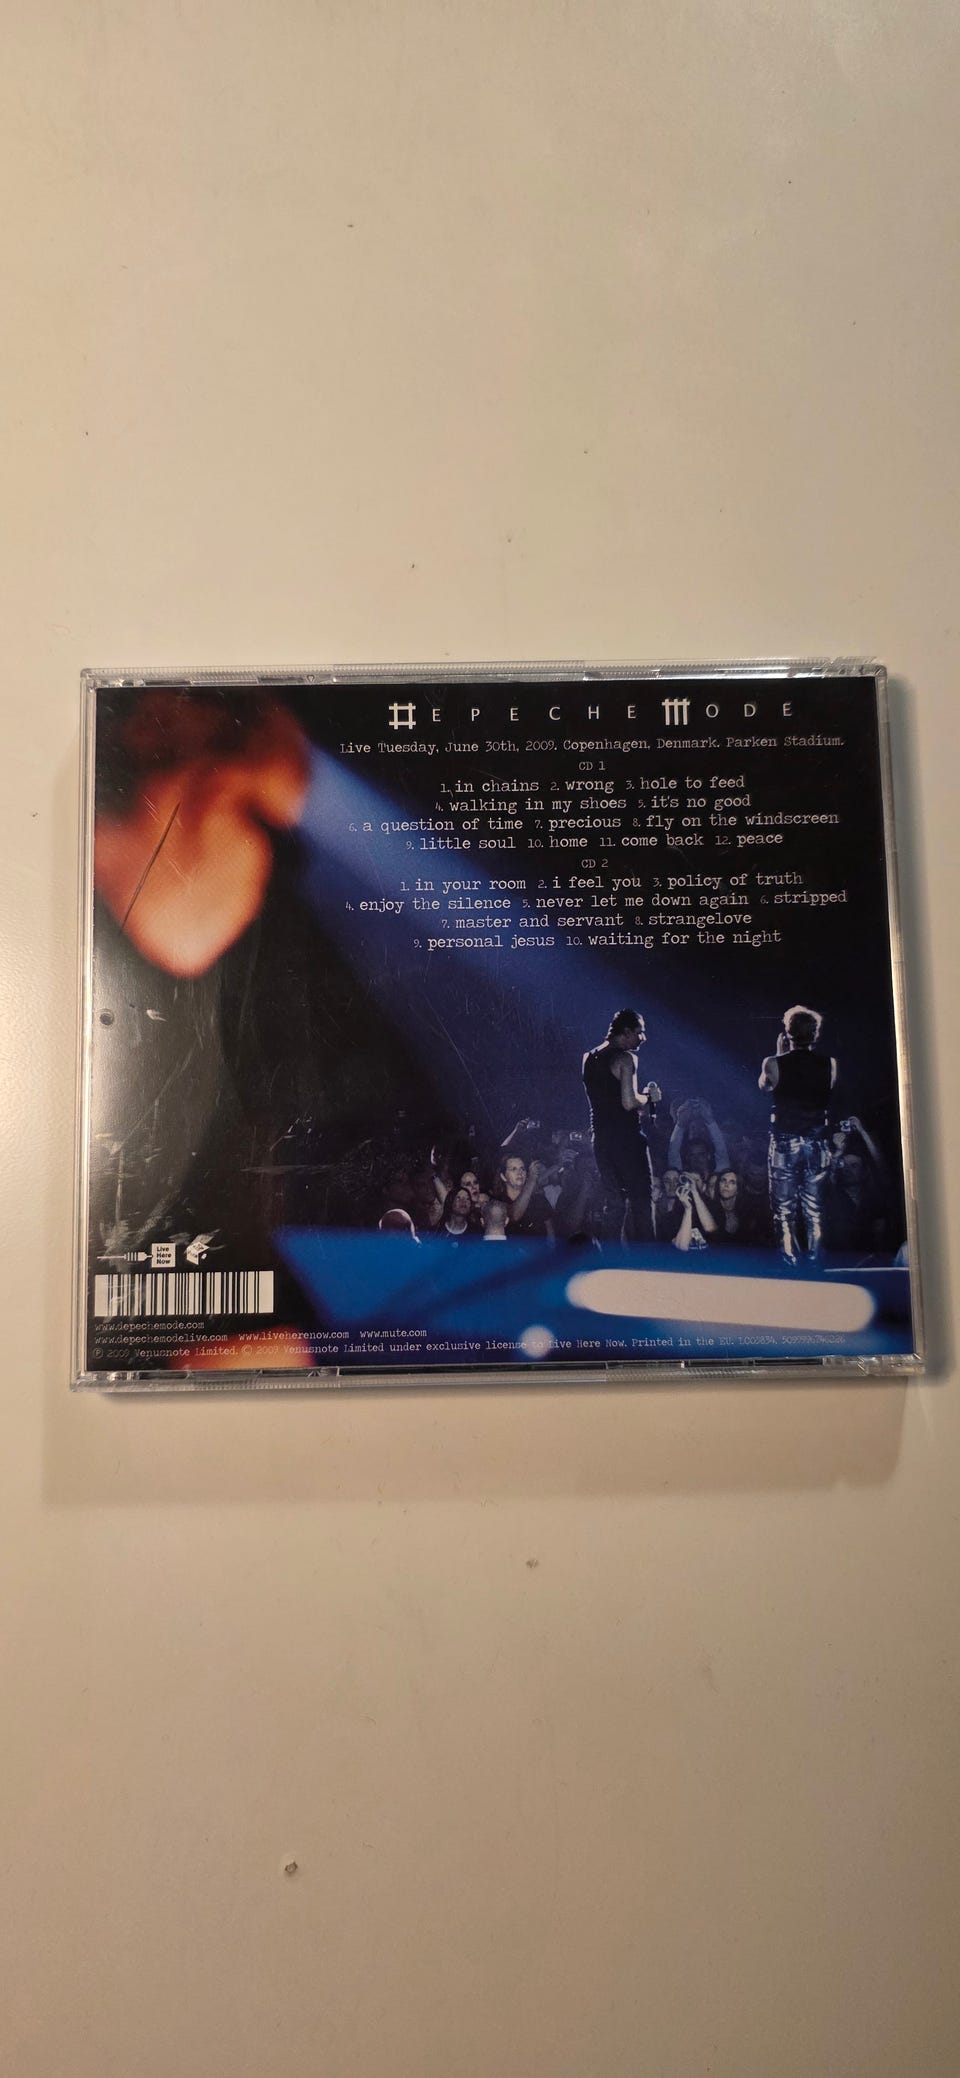 DEPECHE MODE
Live Tuesday, June 30th, 2009. Copenhagen, Denmark. Parken Stadium.
CD 1
1. in chains 2. wrong 3. hole to feed
4. walking in my shoes 5. it's no good
6. a question of time 7. precious 8. fly on the windscreen
9. little soul 10. home 11. come back 12. peace
CD 2
1. in your room 2. i feel you 3. policy of truth
4. enjoy the silence 5. never let me down again 6. stripped
7. master and servant 8. strangelove
9. personal jesus 10. waiting for the night
Live
Here
Now
www.depechemode.com
www.depechemodelive.com www.liveherenow.com www.mute.com
℗ 2009 Venusnote Limited. © 2009 Venusnote Limited under exclusive license to Live Here Now. Printed in the EU.